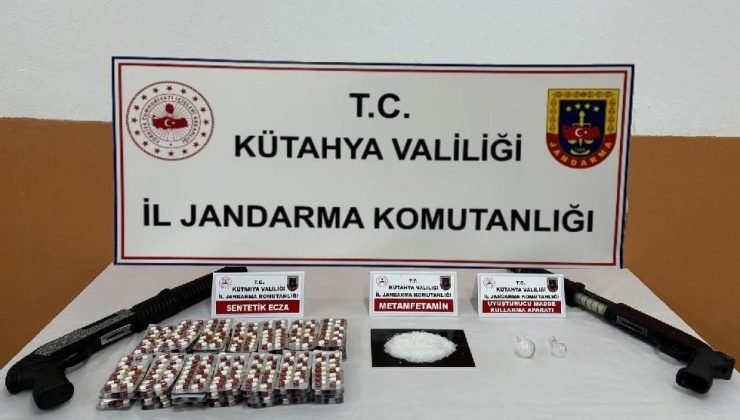 T.C.
KÜTAHYA VALİLİĞİ
İL JANDARMA KOMUTANLIĞI
JANDARMA
T.C.
KÜTAHYA VALİLİĞİ
İL JANDARMA KOMUTANLIĞI
SENTETİK ECZA
T.C.
KÜTAHYA VALİLİĞİ
İL JANDARMA KOMUTANLIĞI
METAMFETAMİN
T.C.
KÜTAHYA VALİLİĞİ
İL JANDARMA KOMUTANLIĞI
UYUŞTURUCU MADDE
KULLANMA APARATI